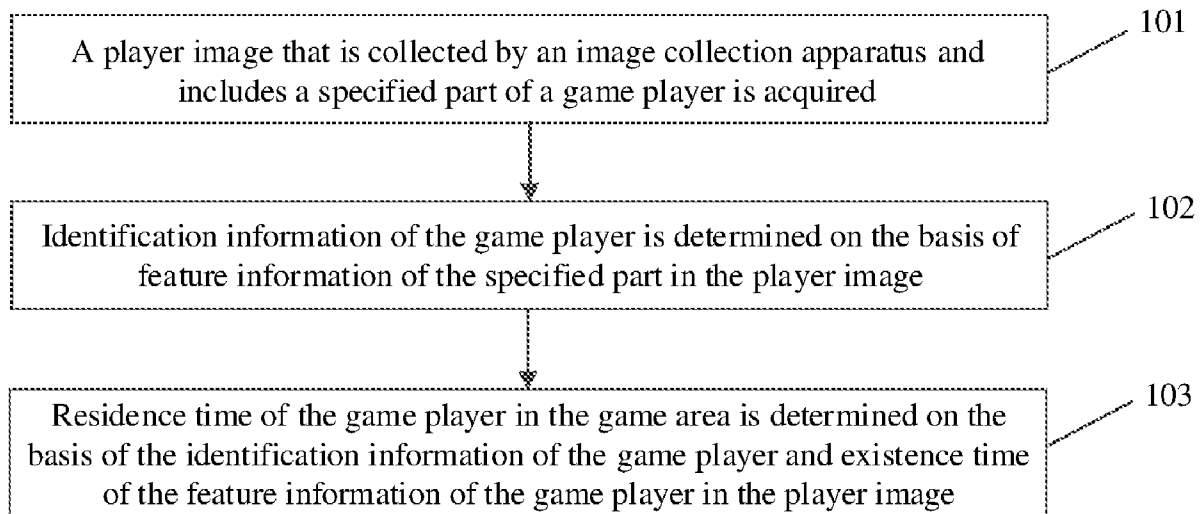 101
A player image that is collected by an image collection apparatus and
includes a specified part of a game player is acquired
102
Identification information of the game player is determined on the basis of
feature information of the specified part in the player image
103
Residence time of the game player in the game area is determined on the
basis of the identification information of the game player and existence time
of the feature information of the game player in the player image